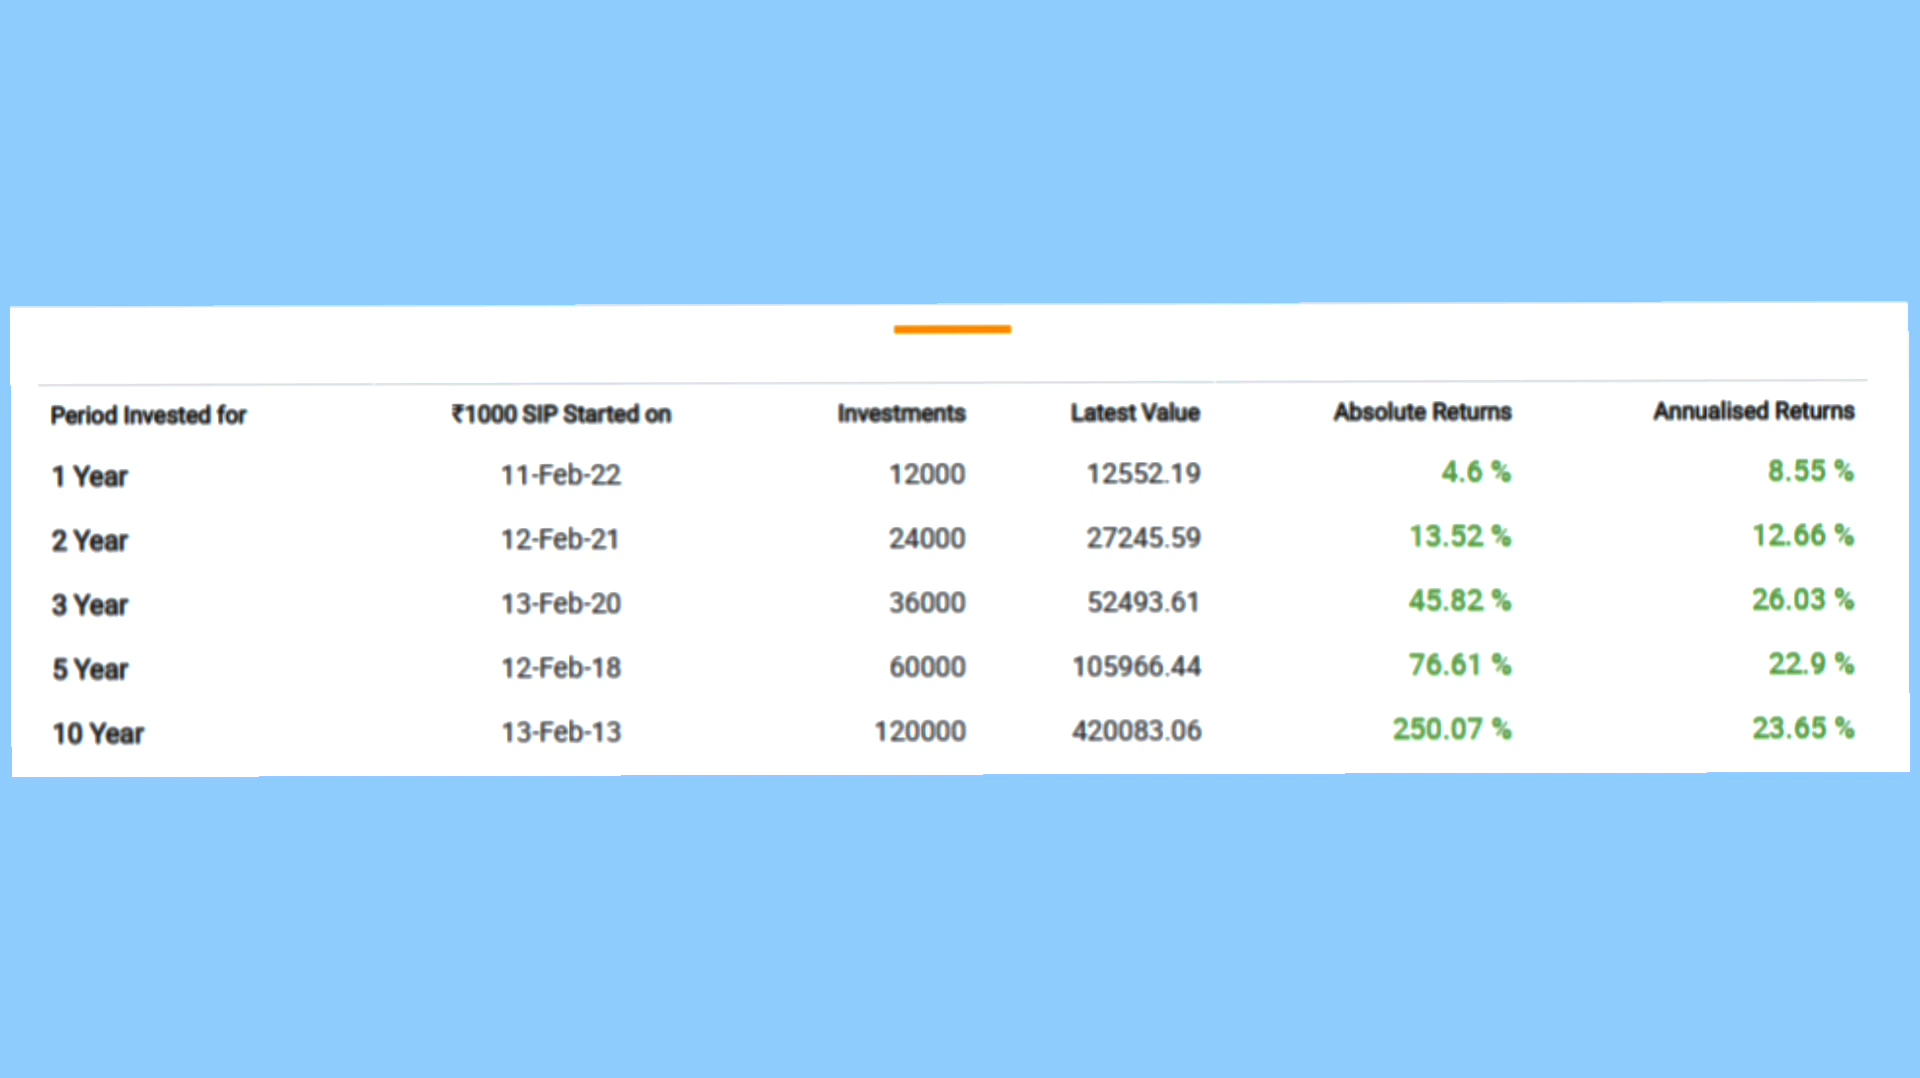 Period Invested for ₹1000 SIP Started on Investments Latest Value Absolute Returns Annualised Returns
1 Year 11-Feb-22 12000 12552.19 4.6 % 8.55 %
2 Year 12-Feb-21 24000 27245.59 13.52 % 12.66 %
3 Year 13-Feb-20 36000 52493.61 45.82 % 26.03 %
5 Year 12-Feb-18 60000 105966.44 76.61 % 22.9 %
10 Year 13-Feb-13 120000 420083.06 250.07 % 23.65 %